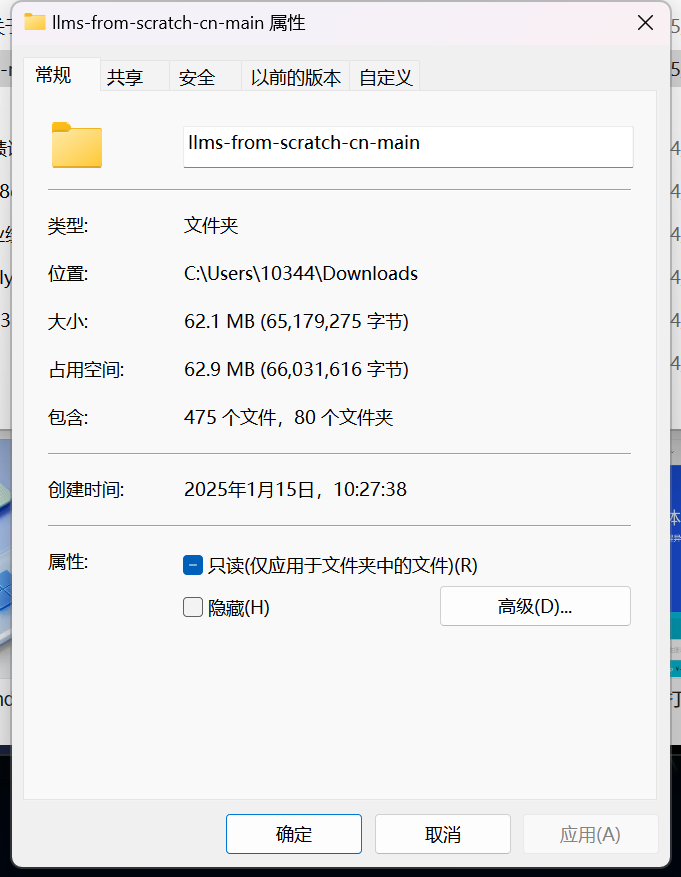 llms-from-scratch-cn-main 属性
常规 共享 安全 以前的版本 自定义
llms-from-scratch-cn-main
类型: 文件夹
位置: C:\Users\10344\Downloads
大小: 62.1 MB (65,179,275 字节)
占用空间: 62.9 MB (66,031,616 字节)
包含: 475 个文件，80 个文件夹
创建时间: 2025年1月15日，10:27:38
属性: 只读(仅应用于文件夹中的文件)(R)
隐藏(H) 高级(D)...
确定 取消 应用(A)